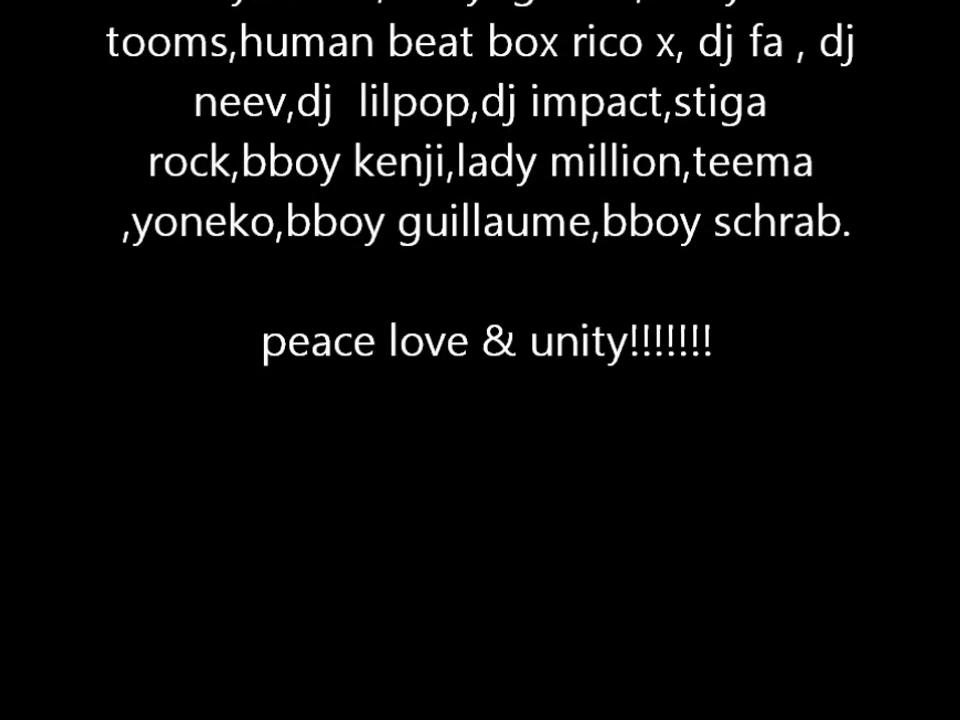 tooms,human beat box rico x, dj fa , dj
neev,dj  lilpop,dj impact,stiga
rock,bboy kenji,lady million,teema
,yoneko,bboy guillaume,bboy schrab.
peace love & unity!!!!!!!